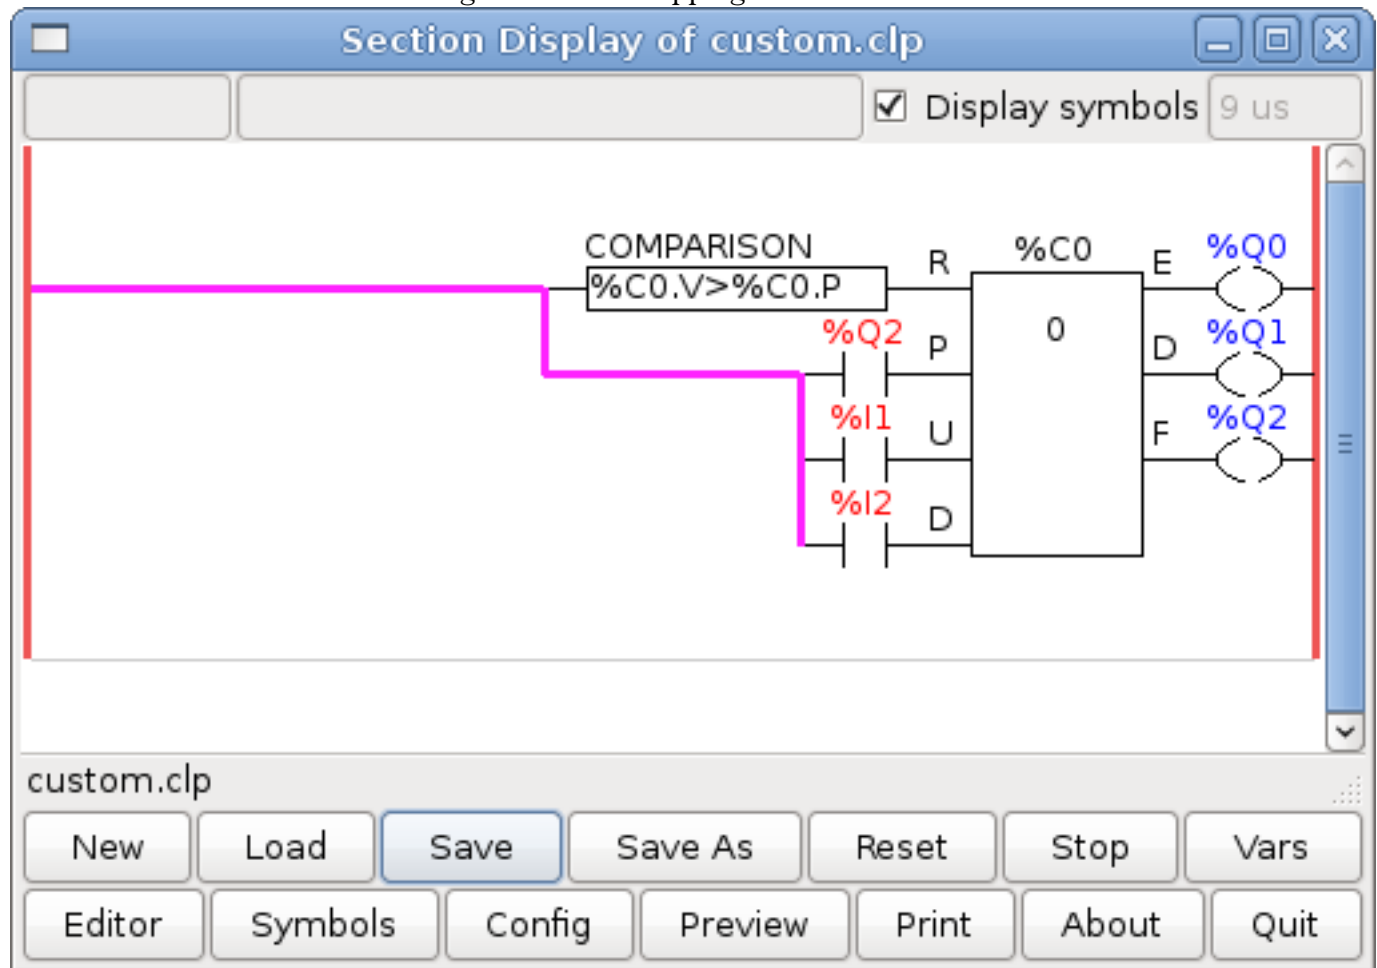 Section Display of custom.clp
Display symbols 9 us
COMPARISON
%C0.V>%C0.P
R %C0 E %Q0
%Q2 P 0 D %Q1
%I1 U F %Q2
%I2 D
custom.clp
New Load Save Save As Reset Stop Vars
Editor Symbols Config Preview Print About Quit